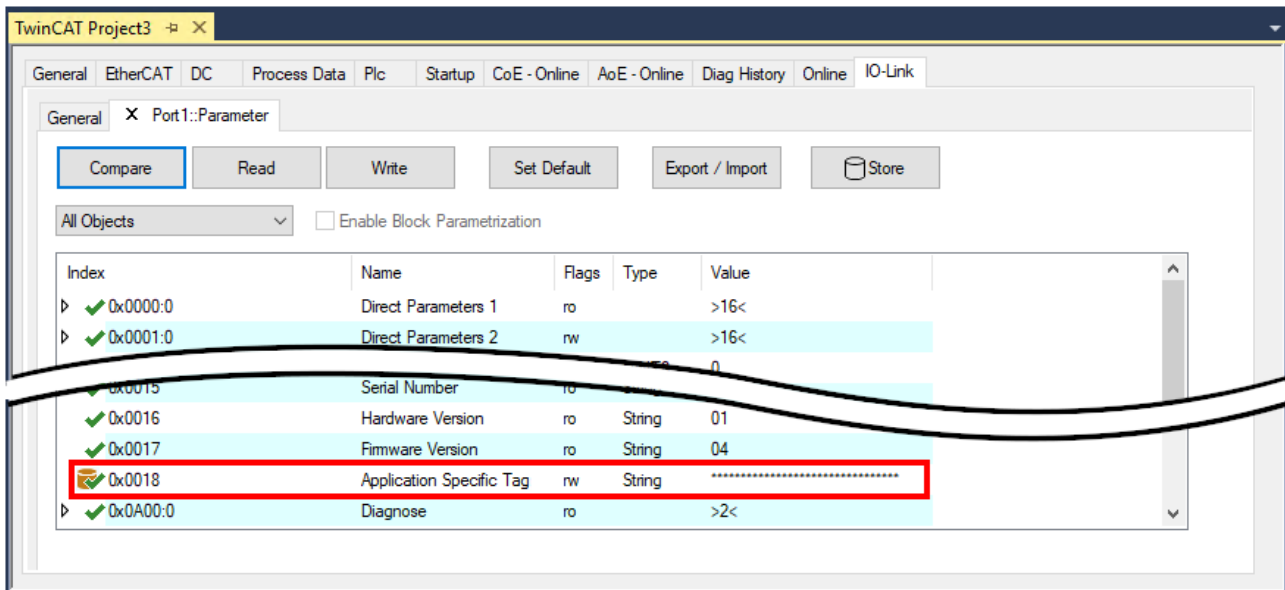 TwinCAT Project3
General EtherCAT DC Process Data Plc Startup CoE - Online AoE - Online Diag History Online IO-Link
General X Port1::Parameter
Compare Read Write Set Default Export / Import Store
All Objects Enable Block Parametrization
Index Name Flags Type Value
0x0000:0 Direct Parameters 1 ro >16<
0x0001:0 Direct Parameters 2 rw >16<
0
0x0015 Serial Number ro
0x0016 Hardware Version ro String 01
0x0017 Firmware Version ro String 04
0x0018 Application Specific Tag rw String ********************************
0x0A00:0 Diagnose ro >2<